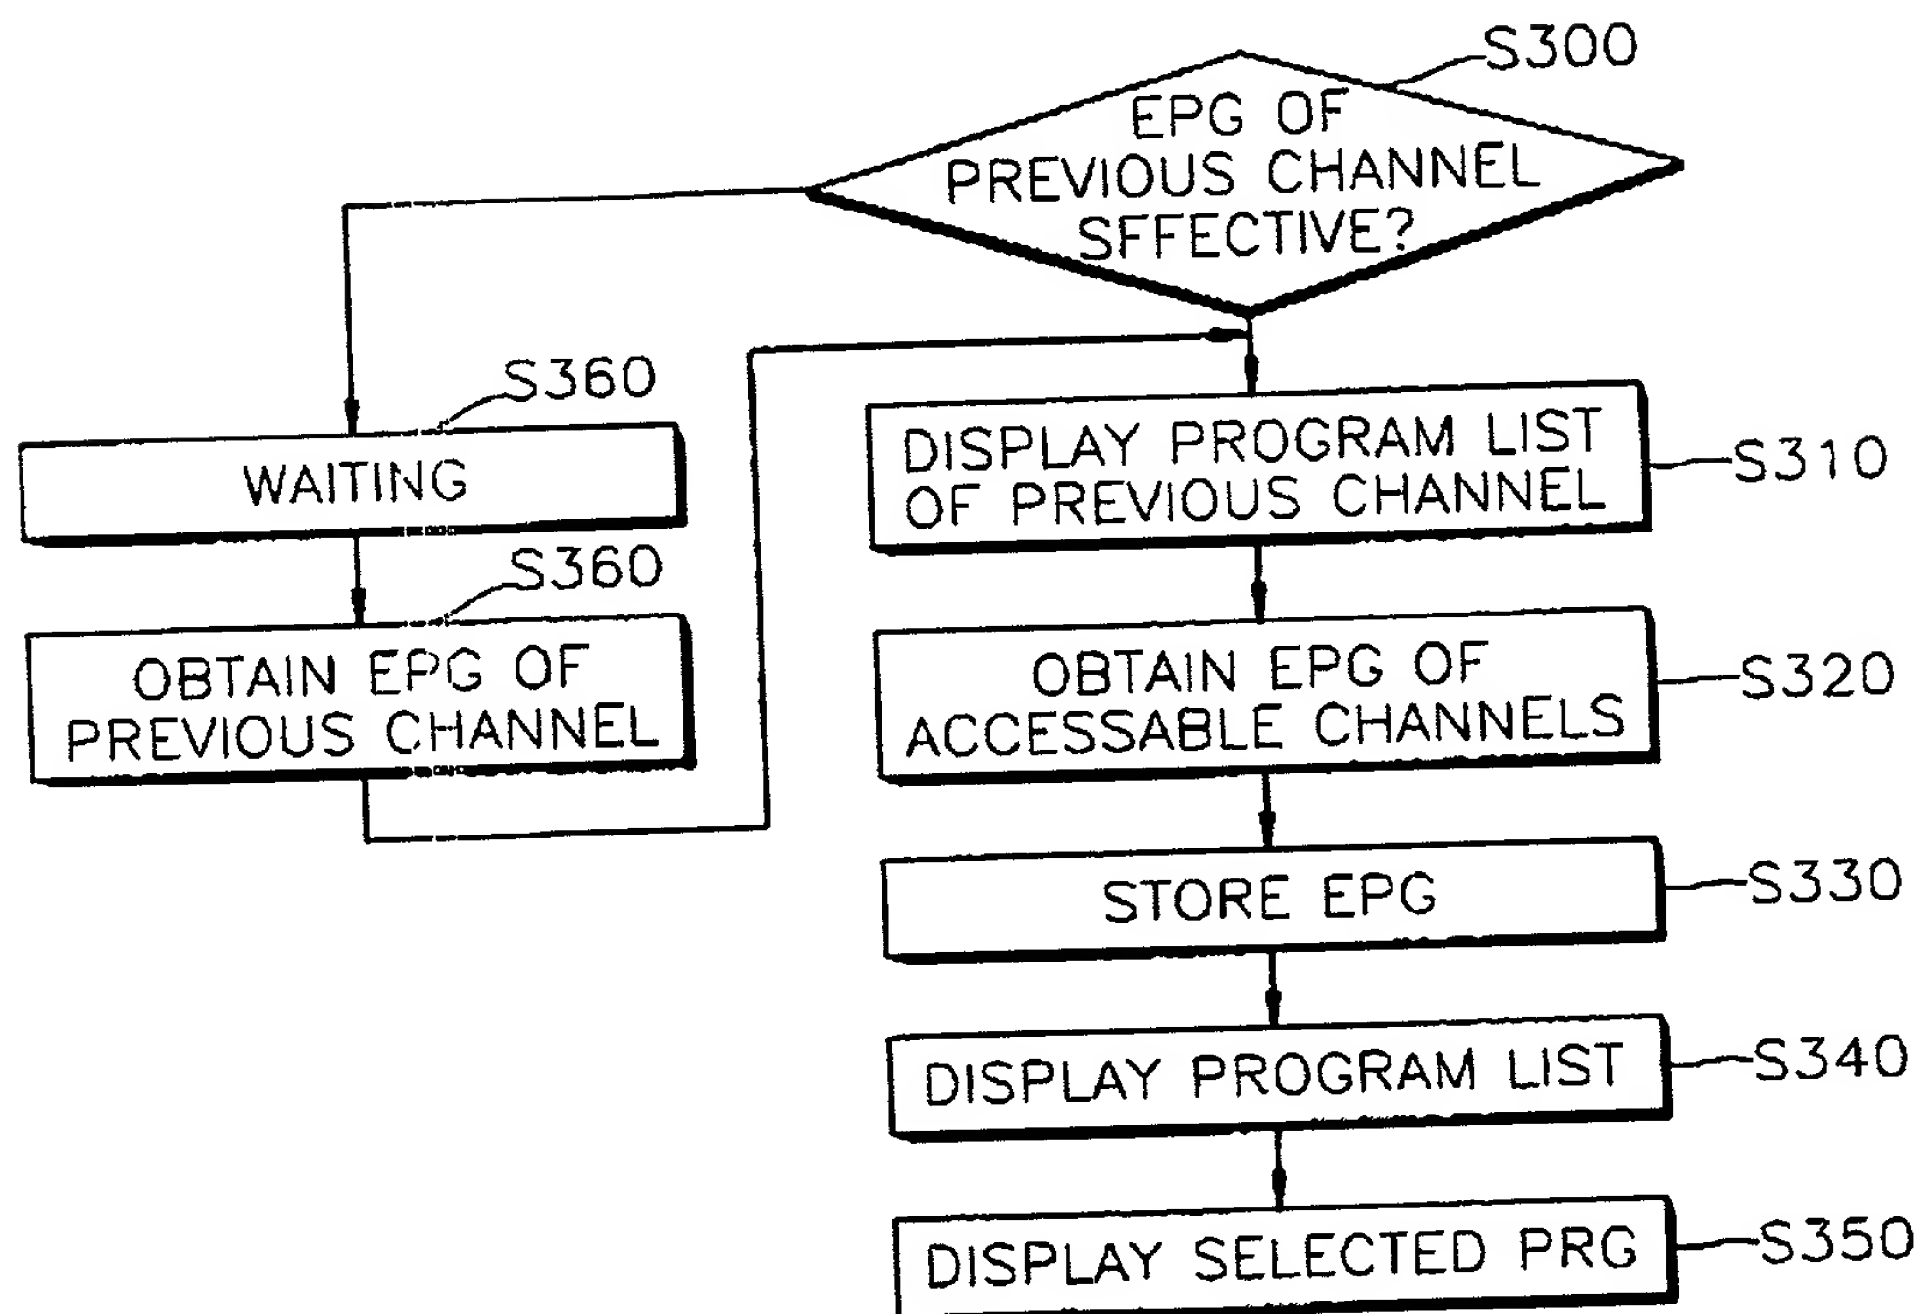 S300
EPG OF
PREVIOUS CHANNEL
SFFECTIVE?
S360
WAITING
S360
OBTAIN EPG OF
PREVIOUS CHANNEL
DISPLAY PROGRAM LIST
OF PREVIOUS CHANNEL
S310
OBTAIN EPG OF
ACCESSABLE CHANNELS
S320
STORE EPG
S330
DISPLAY PROGRAM LIST
S340
DISPLAY SELECTED PRG
S350